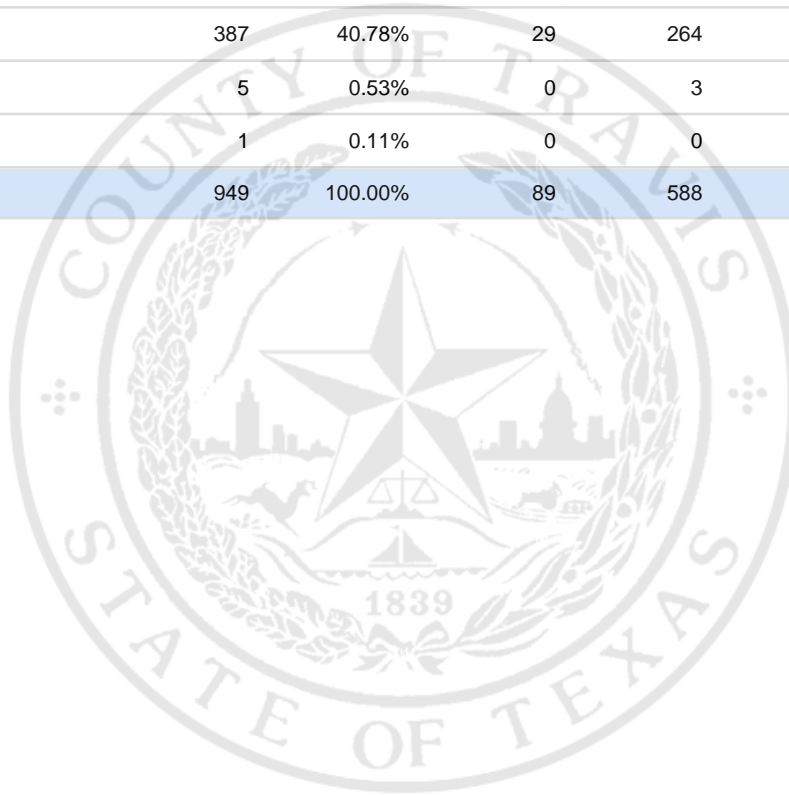 387 40.78% 29 264
5 0.53% 0 3
1 0.11% 0 0
949 100.00% 89 588
COUNTY OF TRAVIS
1839
STATE OF TEXAS